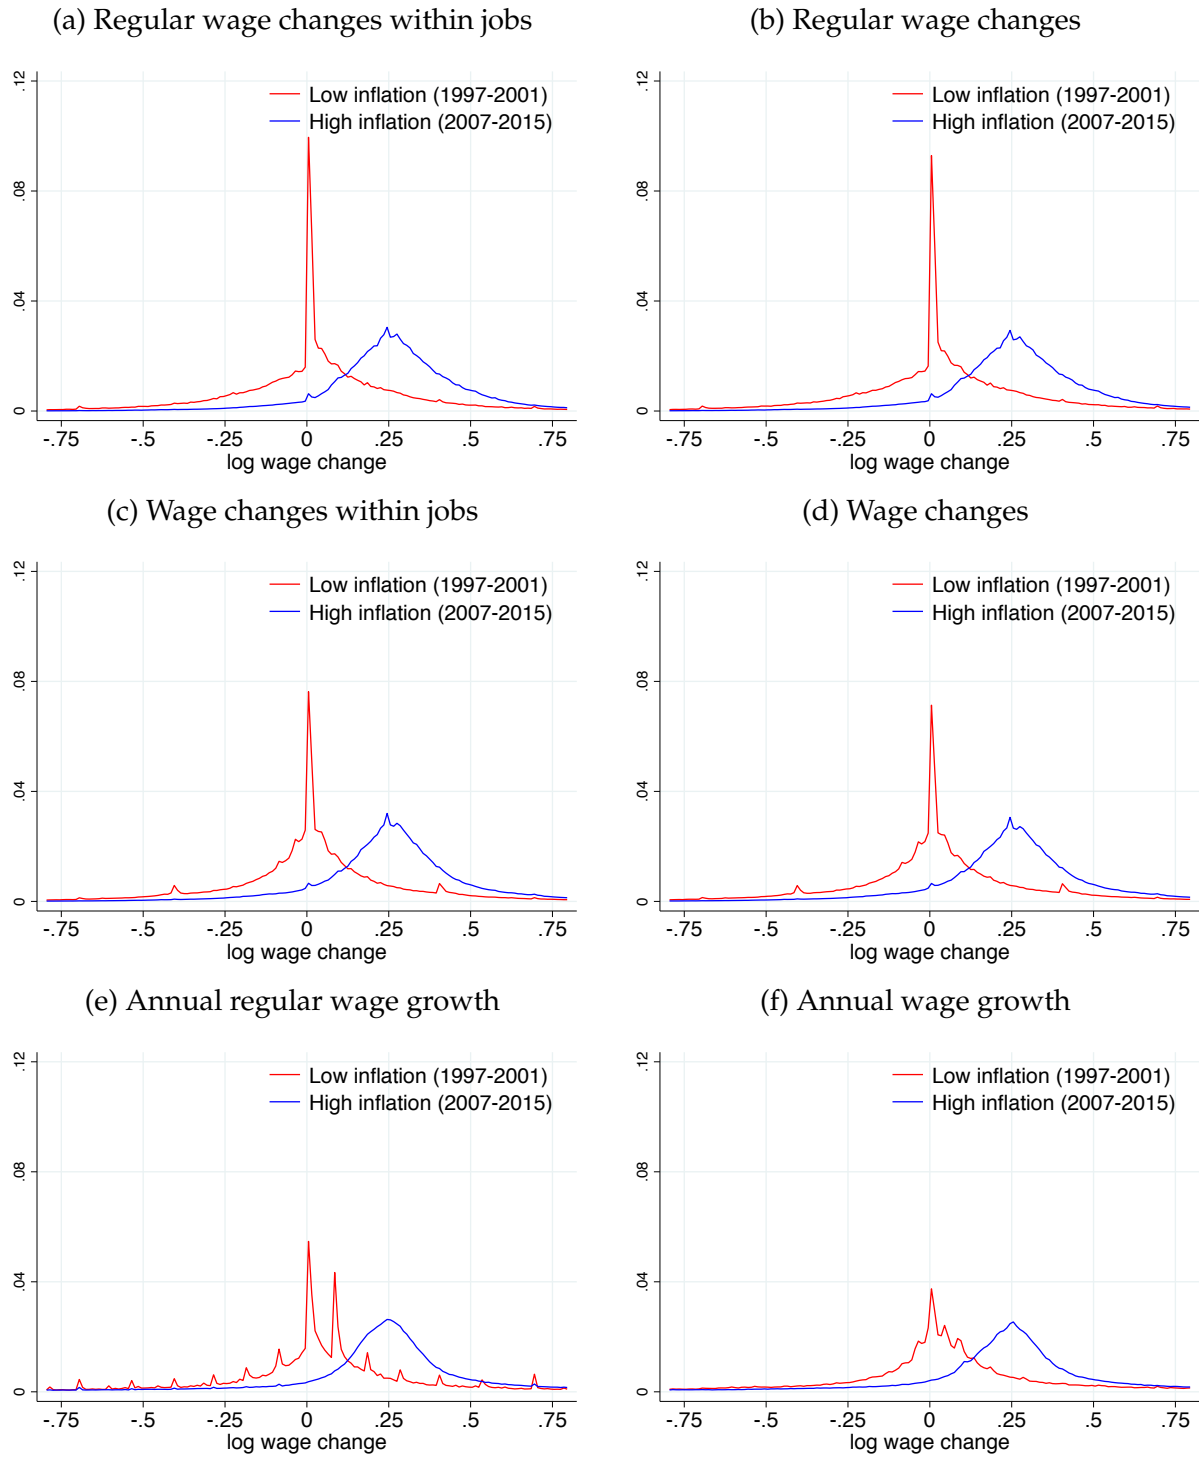 (a) Regular wage changes within jobs
.12
.08
.04
0
Low inflation (1997-2001)
High inflation (2007-2015)
-.75 -.5 -.25 0 .25 .5 .75
log wage change
(b) Regular wage changes
.12
.08
.04
0
Low inflation (1997-2001)
High inflation (2007-2015)
-.75 -.5 -.25 0 .25 .5 .75
log wage change
(c) Wage changes within jobs
.12
.08
.04
0
Low inflation (1997-2001)
High inflation (2007-2015)
-.75 -.5 -.25 0 .25 .5 .75
log wage change
(d) Wage changes
.12
.08
.04
0
Low inflation (1997-2001)
High inflation (2007-2015)
-.75 -.5 -.25 0 .25 .5 .75
log wage change
(e) Annual regular wage growth
.12
.08
.04
0
Low inflation (1997-2001)
High inflation (2007-2015)
-.75 -.5 -.25 0 .25 .5 .75
log wage change
(f) Annual wage growth
.12
.08
.04
0
Low inflation (1997-2001)
High inflation (2007-2015)
-.75 -.5 -.25 0 .25 .5 .75
log wage change